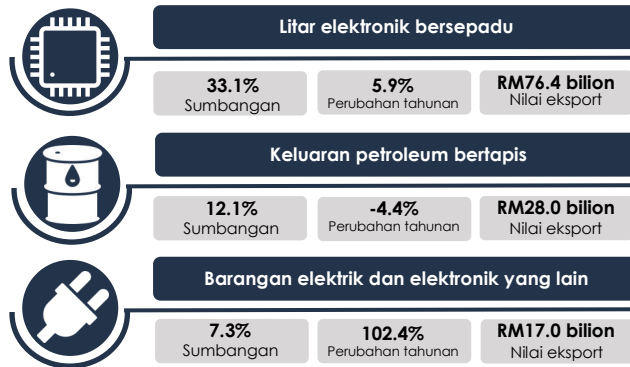 Litar elektronik bersepadu
33.1% 5.9% RM76.4 bilion
Sumbangan Perubahan tahunan Nilai eksport
Keluaran petroleum bertapis
12.1% -4.4% RM28.0 bilion
Sumbangan Perubahan tahunan Nilai eksport
Barangan elektrik dan elektronik yang lain
7.3% 102.4% RM17.0 bilion
Sumbangan Perubahan tahunan Nilai eksport